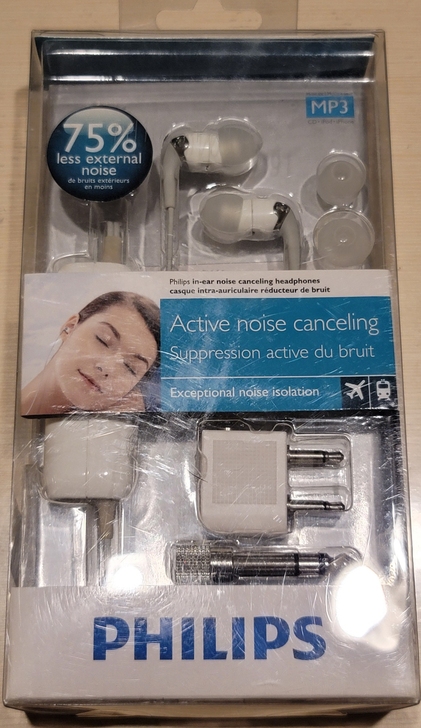 MP3
75%
less external
noise
de bruits extérieurs
en moins
Philips in-ear noise canceling headphones
casque intra-auriculaire réducteur de bruit
Active noise canceling
Suppression active du bruit
Exceptional noise isolation
PHILIPS